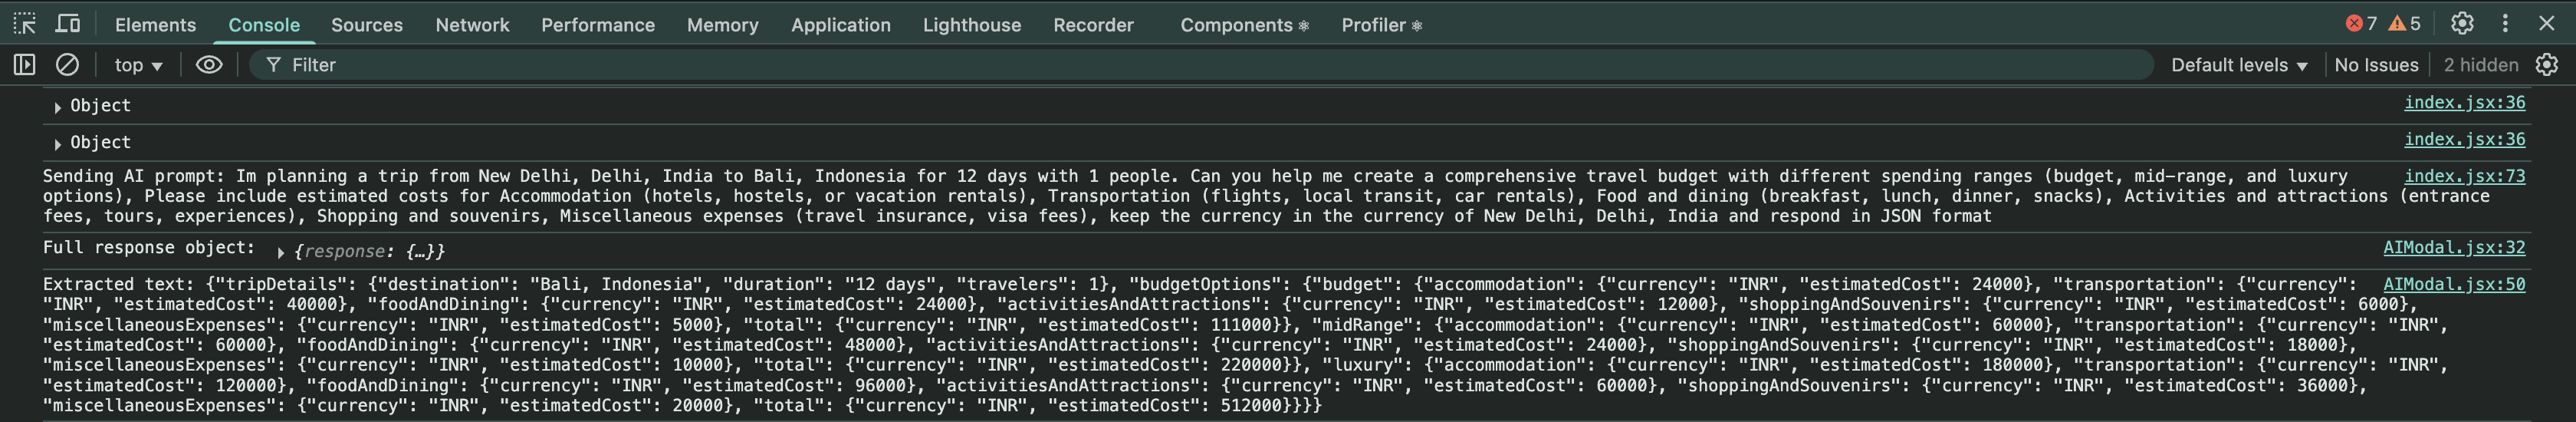 Elements Console Sources Network Performance Memory Application Lighthouse Recorder Components Profiler 7 5
top Filter Default levels No Issues 2 hidden
Object index.jsx:36
Object index.jsx:36
Sending AI prompt: Im planning a trip from New Delhi, Delhi, India to Bali, Indonesia for 12 days with 1 people. Can you help me create a comprehensive travel budget with different spending ranges (budget, mid-range, and luxury index.jsx:73
options), Please include estimated costs for Accommodation (hotels, hostels, or vacation rentals), Transportation (flights, local transit, car rentals), Food and dining (breakfast, lunch, dinner, snacks), Activities and attractions (entrance
fees, tours, experiences), Shopping and souvenirs, Miscellaneous expenses (travel insurance, visa fees), keep the currency in the currency of New Delhi, Delhi, India and respond in JSON format
Full response object: {response: {…}} AIModal.jsx:32
Extracted text: {"tripDetails": {"destination": "Bali, Indonesia", "duration": "12 days", "travelers": 1}, "budgetOptions": {"budget": {"accommodation": {"currency": "INR", "estimatedCost": 24000}, "transportation": {"currency": AIModal.jsx:50
"INR", "estimatedCost": 40000}, "foodAndDining": {"currency": "INR", "estimatedCost": 24000}, "activitiesAndAttractions": {"currency": "INR", "estimatedCost": 12000}, "shoppingAndSouvenirs": {"currency": "INR", "estimatedCost": 6000},
"miscellaneousExpenses": {"currency": "INR", "estimatedCost": 5000}, "total": {"currency": "INR", "estimatedCost": 111000}}, "midRange": {"accommodation": {"currency": "INR", "estimatedCost": 60000}, "transportation": {"currency": "INR",
"estimatedCost": 60000}, "foodAndDining": {"currency": "INR", "estimatedCost": 48000}, "activitiesAndAttractions": {"currency": "INR", "estimatedCost": 24000}, "shoppingAndSouvenirs": {"currency": "INR", "estimatedCost": 18000},
"miscellaneousExpenses": {"currency": "INR", "estimatedCost": 10000}, "total": {"currency": "INR", "estimatedCost": 220000}}, "luxury": {"accommodation": {"currency": "INR", "estimatedCost": 180000}, "transportation": {"currency": "INR",
"estimatedCost": 120000}, "foodAndDining": {"currency": "INR", "estimatedCost": 96000}, "activitiesAndAttractions": {"currency": "INR", "estimatedCost": 60000}, "shoppingAndSouvenirs": {"currency": "INR", "estimatedCost": 36000},
"miscellaneousExpenses": {"currency": "INR", "estimatedCost": 20000}, "total": {"currency": "INR", "estimatedCost": 512000}}}}